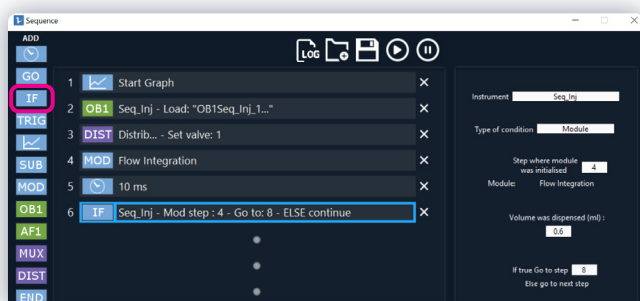 Sequence
ADD
LOG
GO
IF
TRIG
SUB
MOD
OB1
AF1
MUX
DIST
END
1 Start Graph ×
2 OB1 Seq_Inj - Load: "OB1Seq_Inj_1..." ×
3 DIST Distrib... - Set valve: 1 ×
4 MOD Flow Integration ×
5 10 ms ×
6 IF Seq_Inj - Mod step : 4 - Go to: 8 - ELSE continue ×
Instrument Seq_Inj
Type of condition Module
Step where module
was initialised 4
Module: Flow Integration
Volume was dispensed (ml) :
0.6
If true Go to step 8
Else go to next step